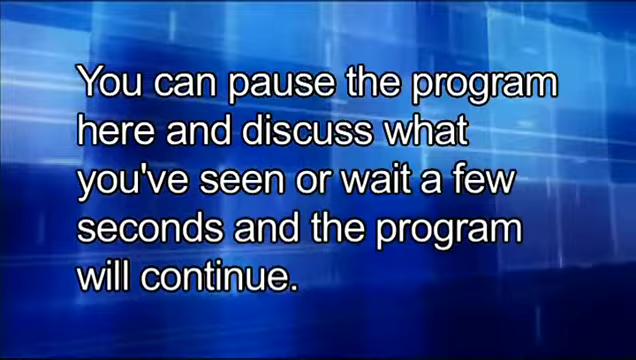 You can pause the program
here and discuss what
you've seen or wait a few
seconds and the program
will continue.